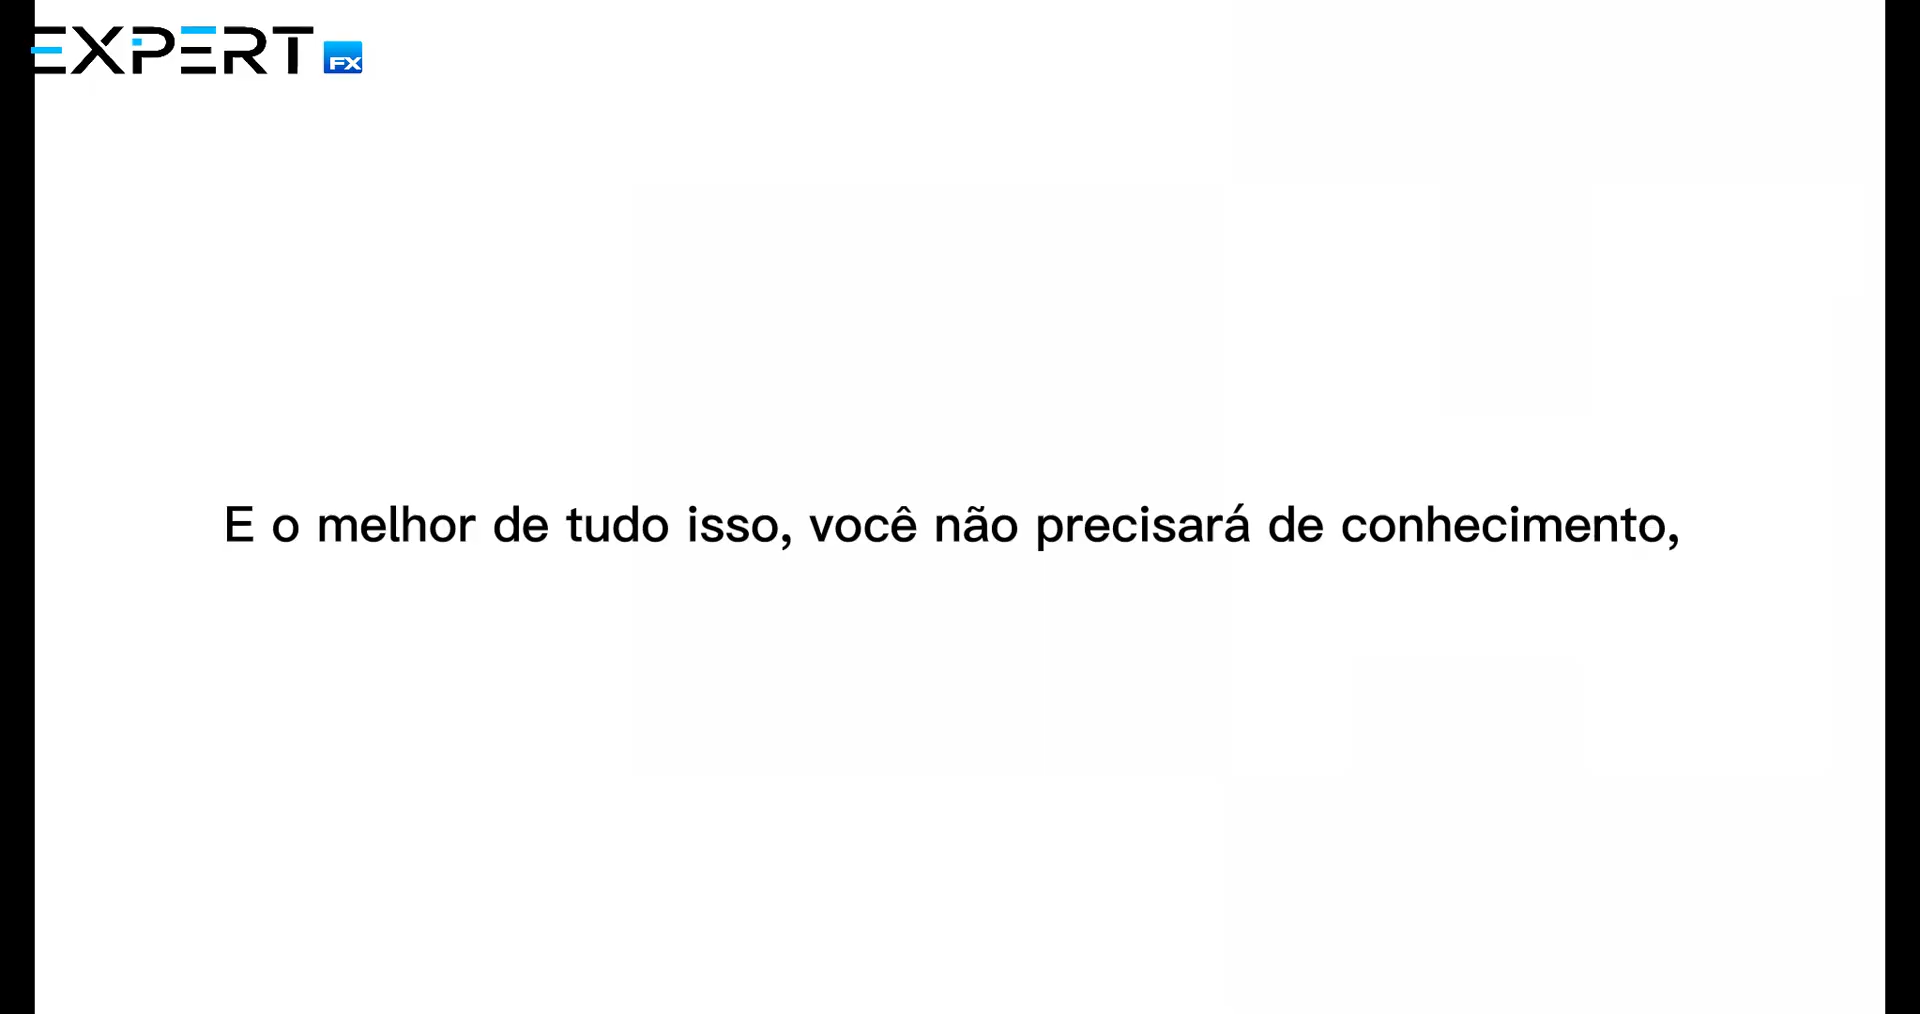 EXPERT FX
E o melhor de tudo isso, você não precisará de conhecimento,